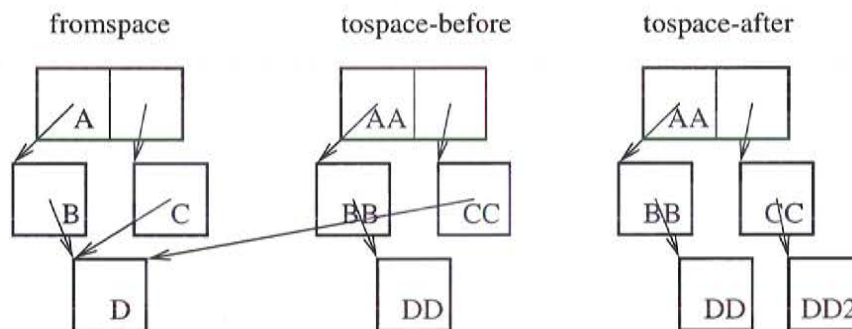 fromspace tospace-before tospace-after
A AA AA
B C BB CC BB CC
D DD DD DD2